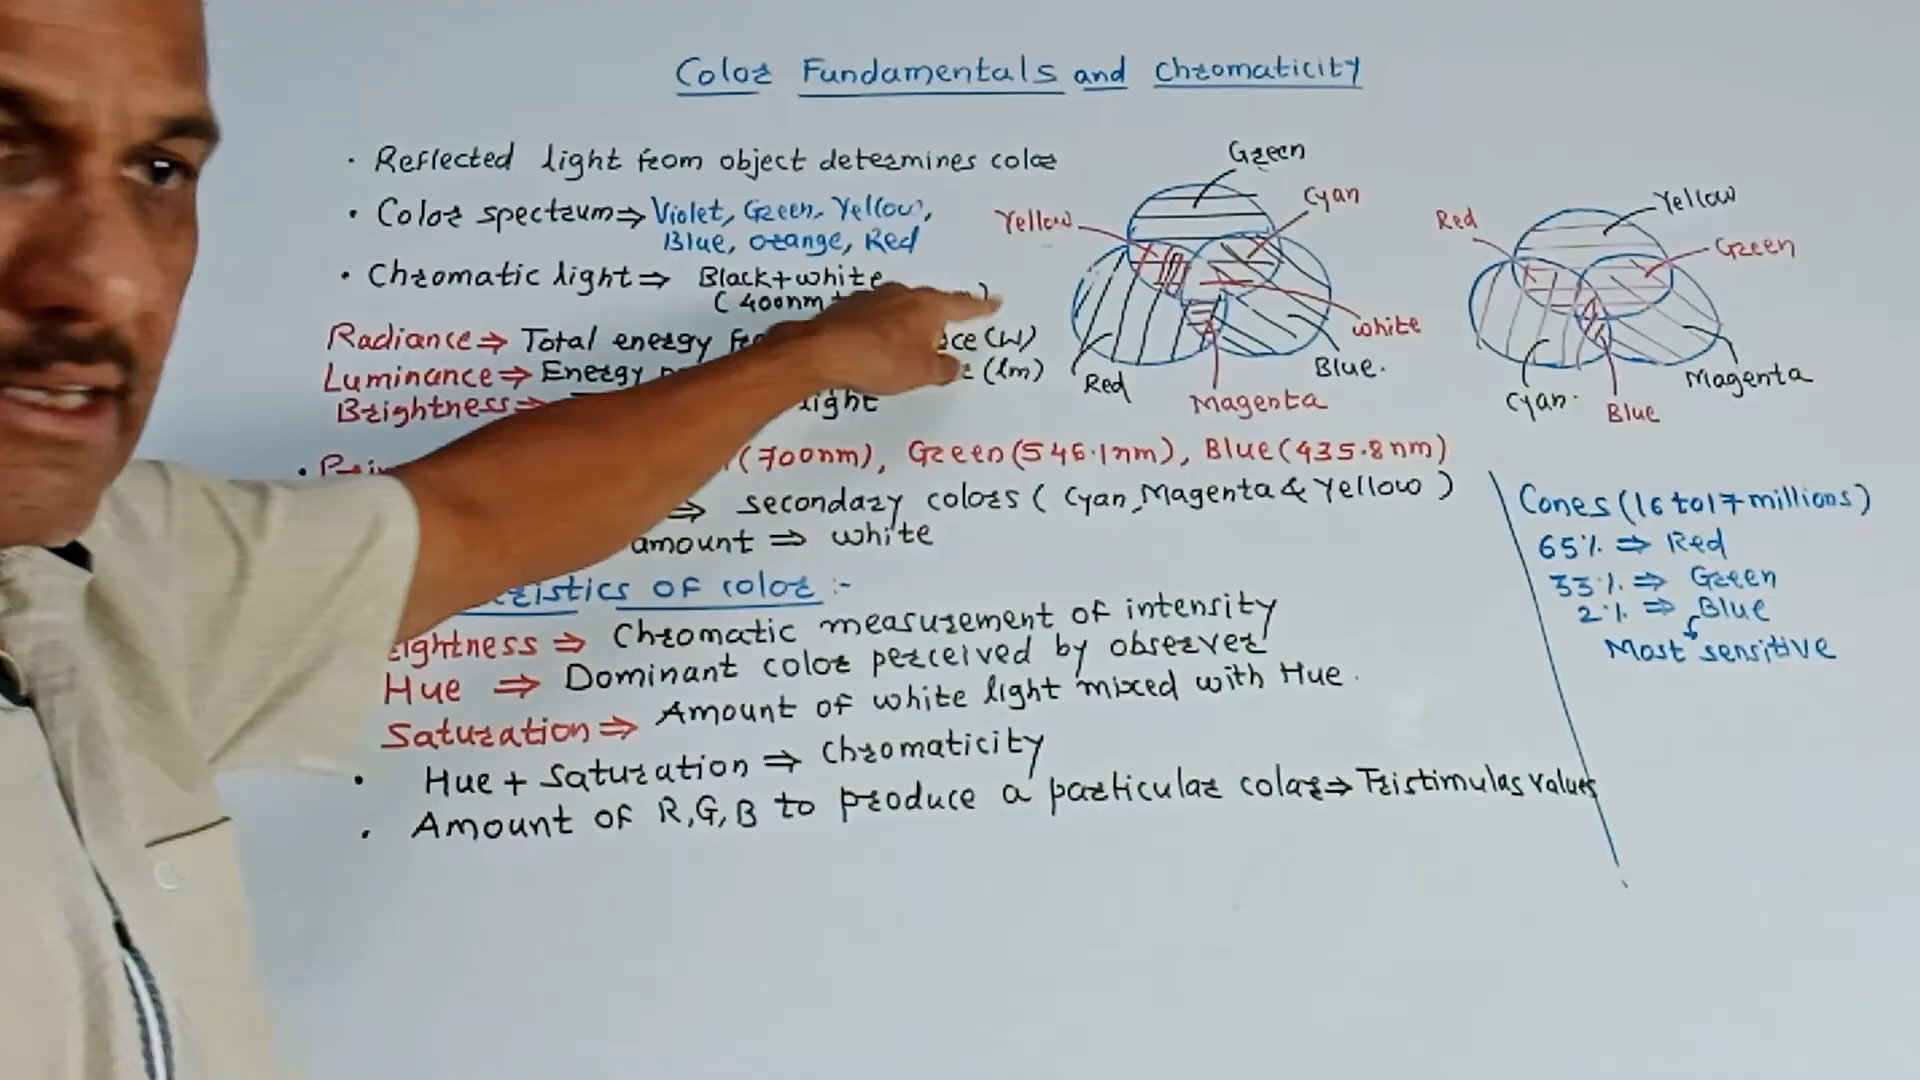 Color Fundamentals and Chromaticity
• Reflected light from object determines color
• Color spectrum ⇒ Violet, Green, Yellow,
Blue, orange, Red
• Chromatic light ⇒ Black+white
(400nm
Radiance ⇒ Total energy (W)
Luminance ⇒ Energy (lm)
Brightness ⇒ light
(700nm), Green(546.1nm), Blue(435.8nm)
⇒ secondary colors ( Cyan, Magenta & Yellow )
amount ⇒ white
of color :-
⇒ Chromatic measurement of intensity
Hue ⇒ Dominant color perceived by observer
Saturation ⇒ Amount of white light mixed with Hue.
• Hue + saturation ⇒ Chromaticity
• Amount of R,G,B to produce a particular color ⇒ Tristimulas values
Green
Yellow
Cyan
white
Red
Blue.
Magenta
Yellow
Red
Green
Cyan.
Blue
Magenta
Cones (16 to 17 millions)
65% ⇒ Red
33% ⇒ Green
2% ⇒ Blue
Most sensitive